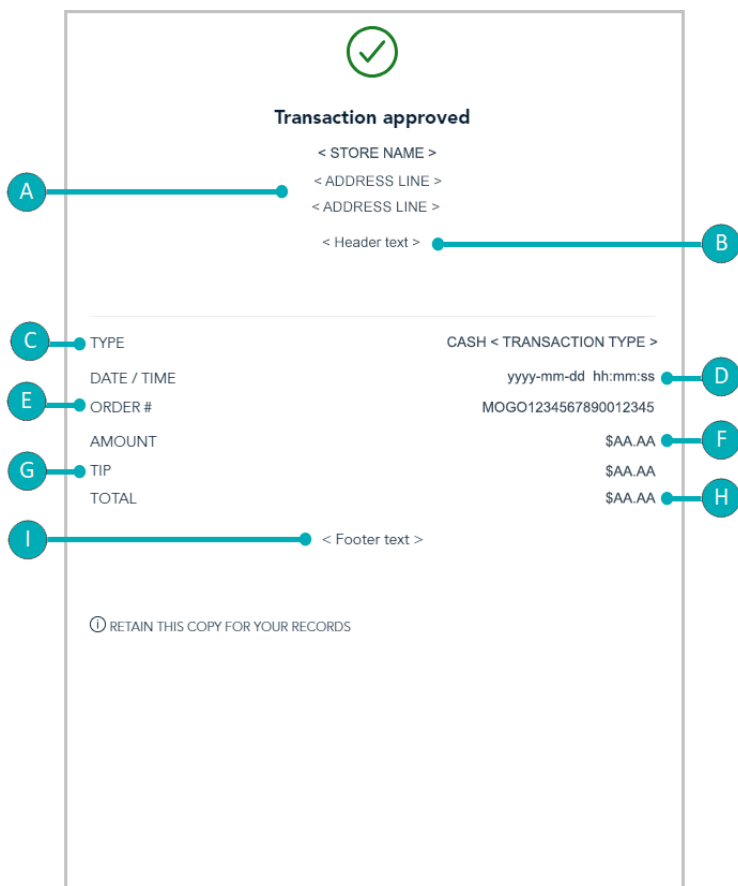 Transaction approved
< STORE NAME >
A
< ADDRESS LINE >
< ADDRESS LINE >
< Header text >
B
C
TYPE
CASH < TRANSACTION TYPE >
DATE / TIME
yyyy-mm-dd hh:mm:ss
D
E
ORDER #
MOGO1234567890012345
AMOUNT
$AA.AA
F
G
TIP
$AA.AA
TOTAL
$AA.AA
H
I
< Footer text >
RETAIN THIS COPY FOR YOUR RECORDS